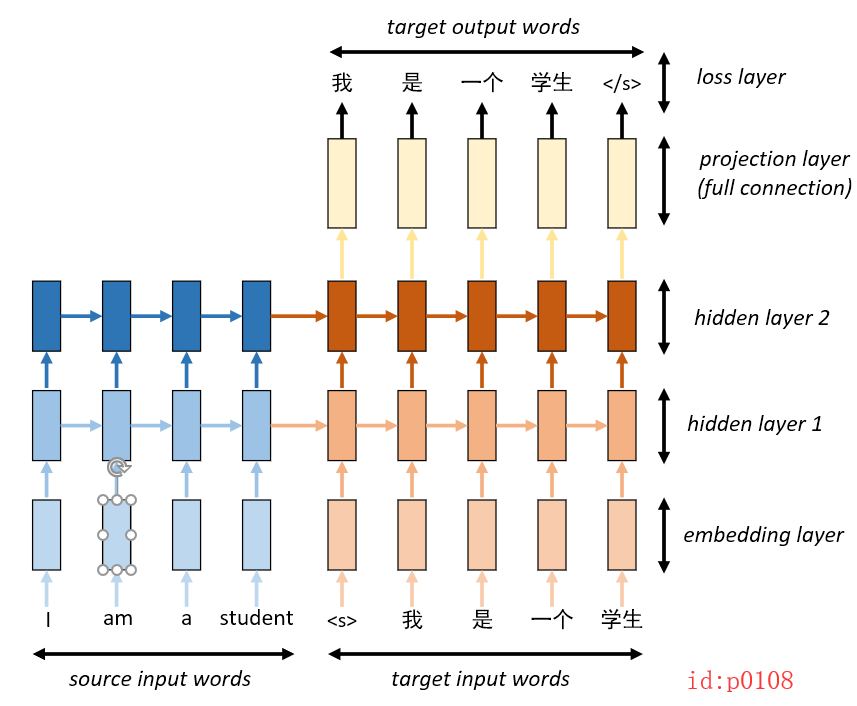 target output words
我 是 一个 学生 </s>
loss layer
projection layer
(full connection)
hidden layer 2
hidden layer 1
embedding layer
I am a student <s> 我 是 一个 学生
source input words
target input words
id:p0108